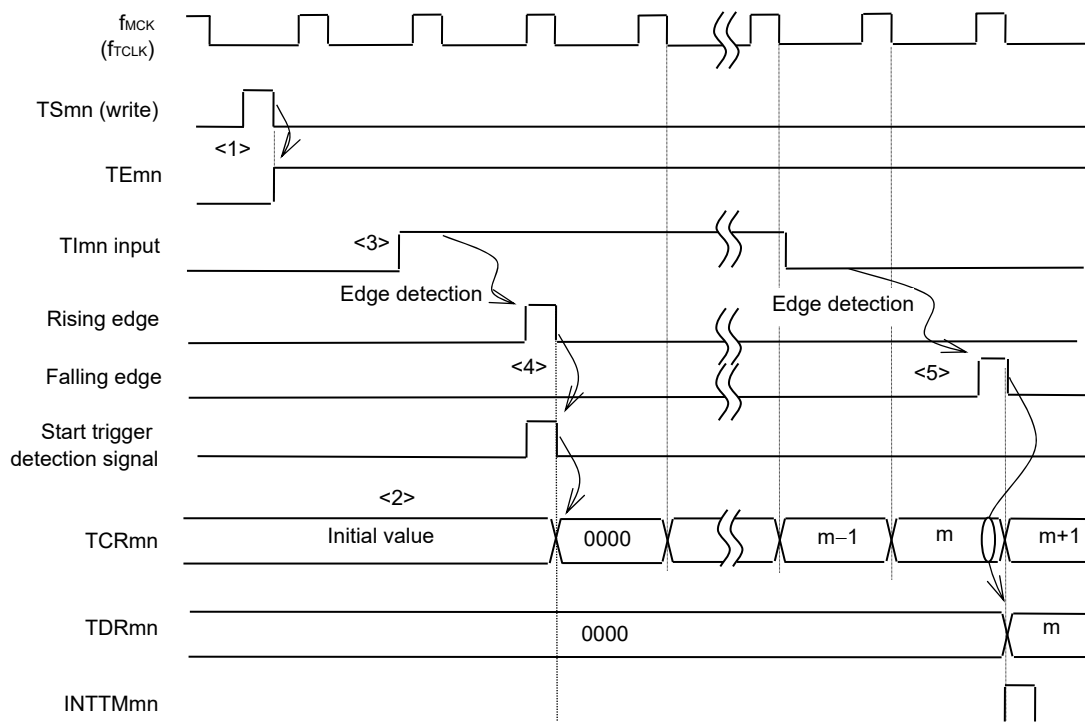 fMCK
(fTCLK)
TSmn (write)
<1>
TEmn
<3>
TImn input
Edge detection
Edge detection
Rising edge
<4>
<5>
Falling edge
Start trigger
detection signal
<2>
TCRmn
Initial value
0000
m−1
m
m+1
TDRmn
0000
m
INTTMmn